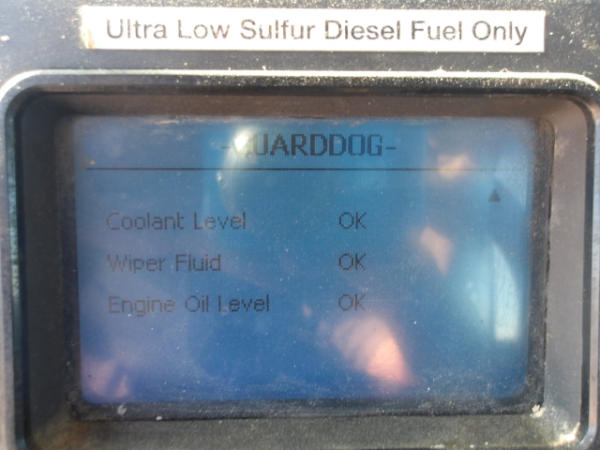 Ultra Low Sulfur Diesel Fuel Only
-GUARDDOG-
Coolant Level OK
Wiper Fluid OK
Engine Oil Level OK